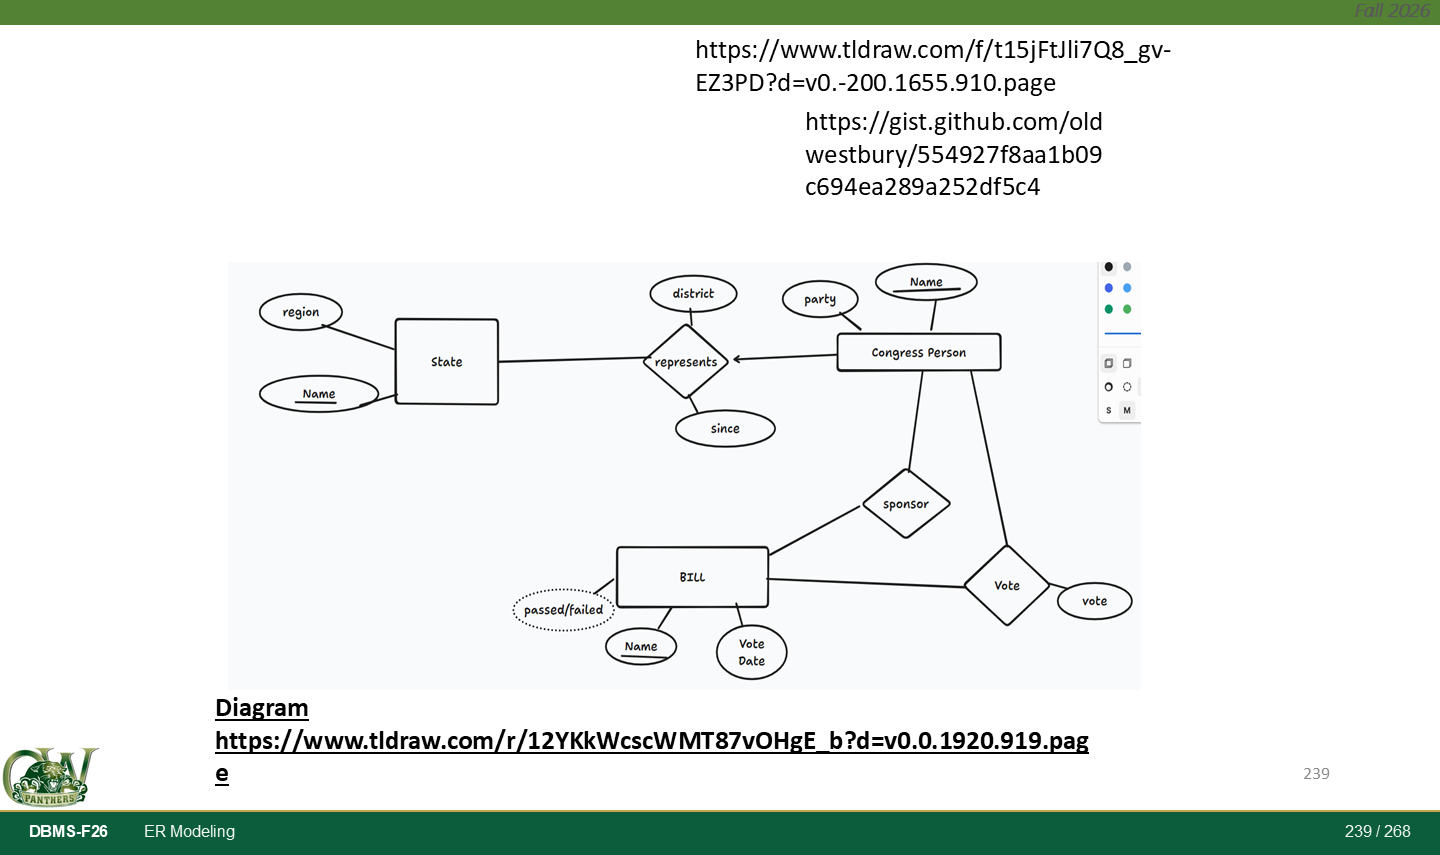 Fall 2026
https://www.tldraw.com/f/t15jFtJli7Q8_gv-
EZ3PD?d=v0.-200.1655.910.page
https://gist.github.com/old
westbury/554927f8aa1b09
c694ea289a252df5c4
region
Name
State
district
represents
since
party
Name
Congress Person
sponsor
BILL
passed/failed
Name
Vote
Date
Vote
vote
S M
Diagram
https://www.tldraw.com/r/12YKkWcscWMT87vOHgE_b?d=v0.0.1920.919.pag
e
OW
PANTHERS
239
DBMS-F26 ER Modeling 239 / 268